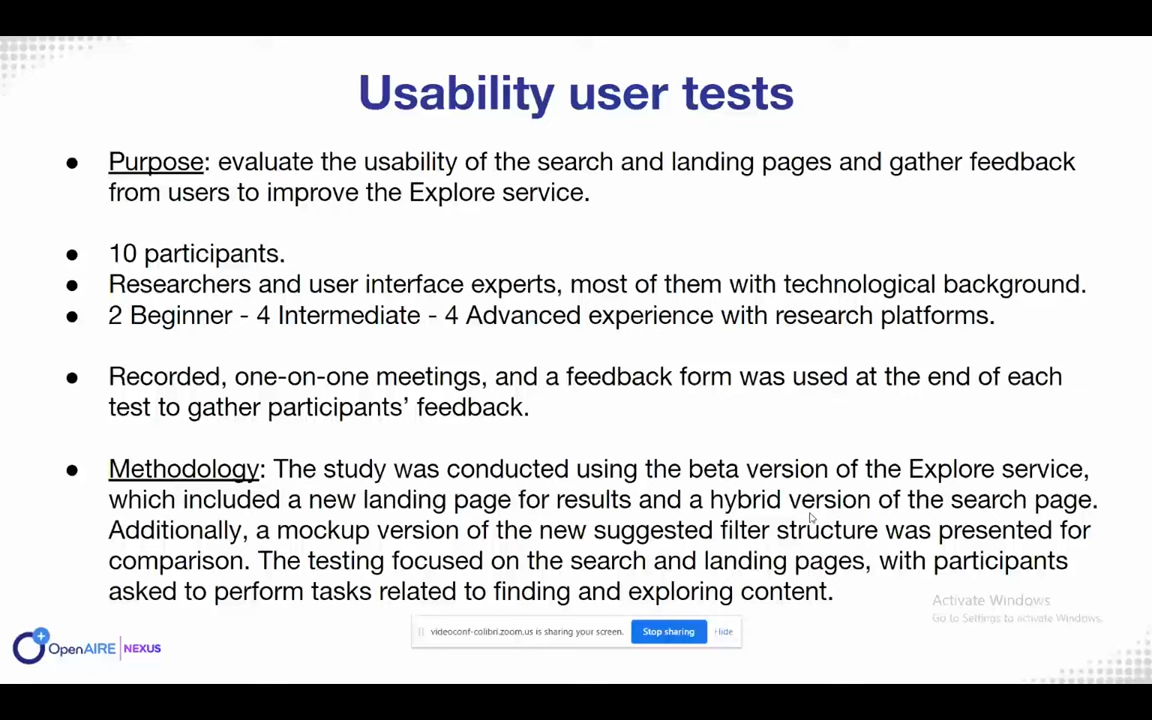 Usability user tests
● Purpose: evaluate the usability of the search and landing pages and gather feedback
from users to improve the Explore service.
● 10 participants.
● Researchers and user interface experts, most of them with technological background.
● 2 Beginner - 4 Intermediate - 4 Advanced experience with research platforms.
● Recorded, one-on-one meetings, and a feedback form was used at the end of each
test to gather participants’ feedback.
● Methodology: The study was conducted using the beta version of the Explore service,
which included a new landing page for results and a hybrid version of the search page.
Additionally, a mockup version of the new suggested filter structure was presented for
comparison. The testing focused on the search and landing pages, with participants
asked to perform tasks related to finding and exploring content.
Activate Windows
Go to Settings to activate Windows.
videoconf-colibri.zoom.us is sharing your screen. Stop sharing Hide
OpenAIRE NEXUS